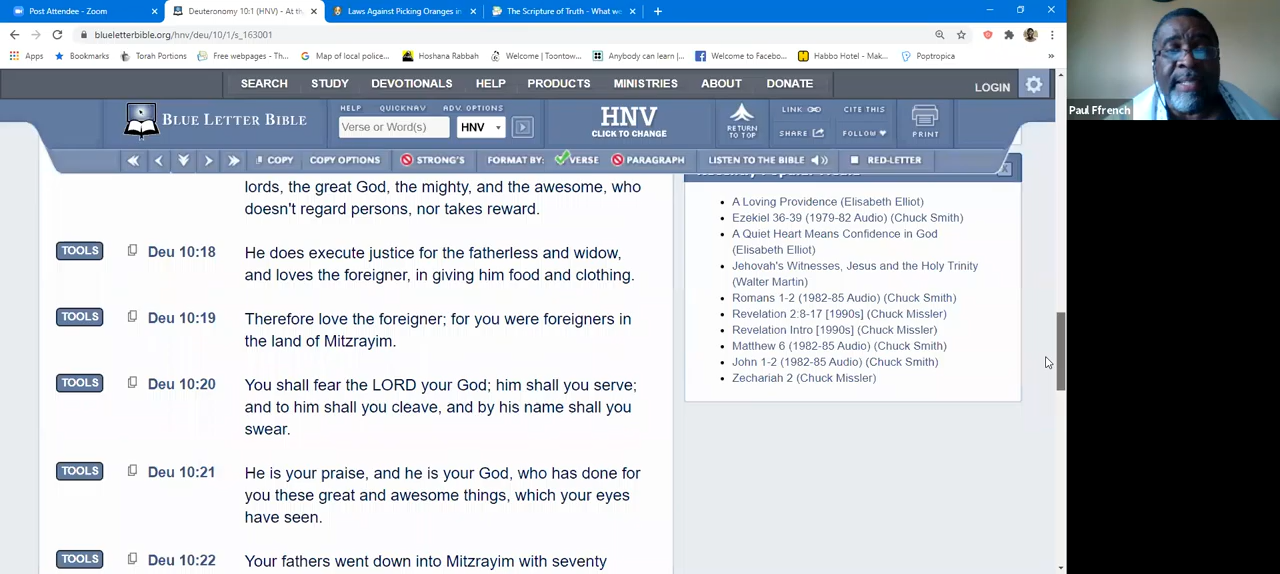 Post Attendee - Zoom
Deuteronomy 10:1 (HNV) - At th
Laws Against Picking Oranges in
The Scripture of Truth - What we
blueletterbible.org/hnv/deu/10/1/s_163001
Apps
Bookmarks
Torah Portions
Free webpages - Th...
Map of local police...
Hoshana Rabbah
Welcome | Toontow...
Anybody can learn |...
Welcome to Facebo...
Habbo Hotel - Mak...
Poptropica
SEARCH
STUDY
DEVOTIONALS
HELP
PRODUCTS
MINISTRIES
ABOUT
DONATE
LOGIN
BLUE LETTER BIBLE
HELP
QUICKNAV
ADV. OPTIONS
Verse or Word(s)
HNV
HNV
CLICK TO CHANGE
RETURN
TO TOP
LINK
CITE THIS
SHARE
FOLLOW
PRINT
COPY
COPY OPTIONS
STRONG'S
FORMAT BY:
VERSE
PARAGRAPH
LISTEN TO THE BIBLE
RED-LETTER
lords, the great God, the mighty, and the awesome, who
doesn't regard persons, nor takes reward.
TOOLS
Deu 10:18
He does execute justice for the fatherless and widow,
and loves the foreigner, in giving him food and clothing.
TOOLS
Deu 10:19
Therefore love the foreigner; for you were foreigners in
the land of Mitzrayim.
TOOLS
Deu 10:20
You shall fear the LORD your God; him shall you serve;
and to him shall you cleave, and by his name shall you
swear.
TOOLS
Deu 10:21
He is your praise, and he is your God, who has done for
you these great and awesome things, which your eyes
have seen.
TOOLS
Deu 10:22
Your fathers went down into Mitzrayim with seventy
A Loving Providence (Elisabeth Elliot)
Ezekiel 36-39 (1979-82 Audio) (Chuck Smith)
A Quiet Heart Means Confidence in God
(Elisabeth Elliot)
Jehovah's Witnesses, Jesus and the Holy Trinity
(Walter Martin)
Romans 1-2 (1982-85 Audio) (Chuck Smith)
Revelation 2:8-17 [1990s] (Chuck Missler)
Revelation Intro [1990s] (Chuck Missler)
Matthew 6 (1982-85 Audio) (Chuck Smith)
John 1-2 (1982-85 Audio) (Chuck Smith)
Zechariah 2 (Chuck Missler)
Paul Ffrench